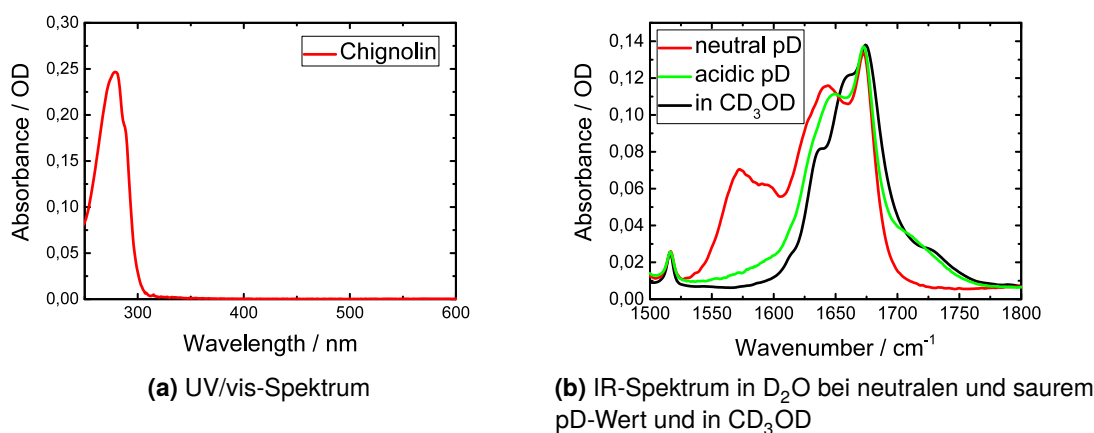 0,30
0,25
0,20
0,15
0,10
0,05
0,00
Absorbance / OD
Chignolin
300 400 500 600
Wavelength / nm
(a) UV/vis-Spektrum
0,14
0,12
0,10
0,08
0,06
0,04
0,02
0,00
Absorbance / OD
neutral pD
acidic pD
in CD₃OD
1500 1550 1600 1650 1700 1750 1800
Wavenumber / cm⁻¹
(b) IR-Spektrum in D₂O bei neutralen und saurem
pD-Wert und in CD₃OD